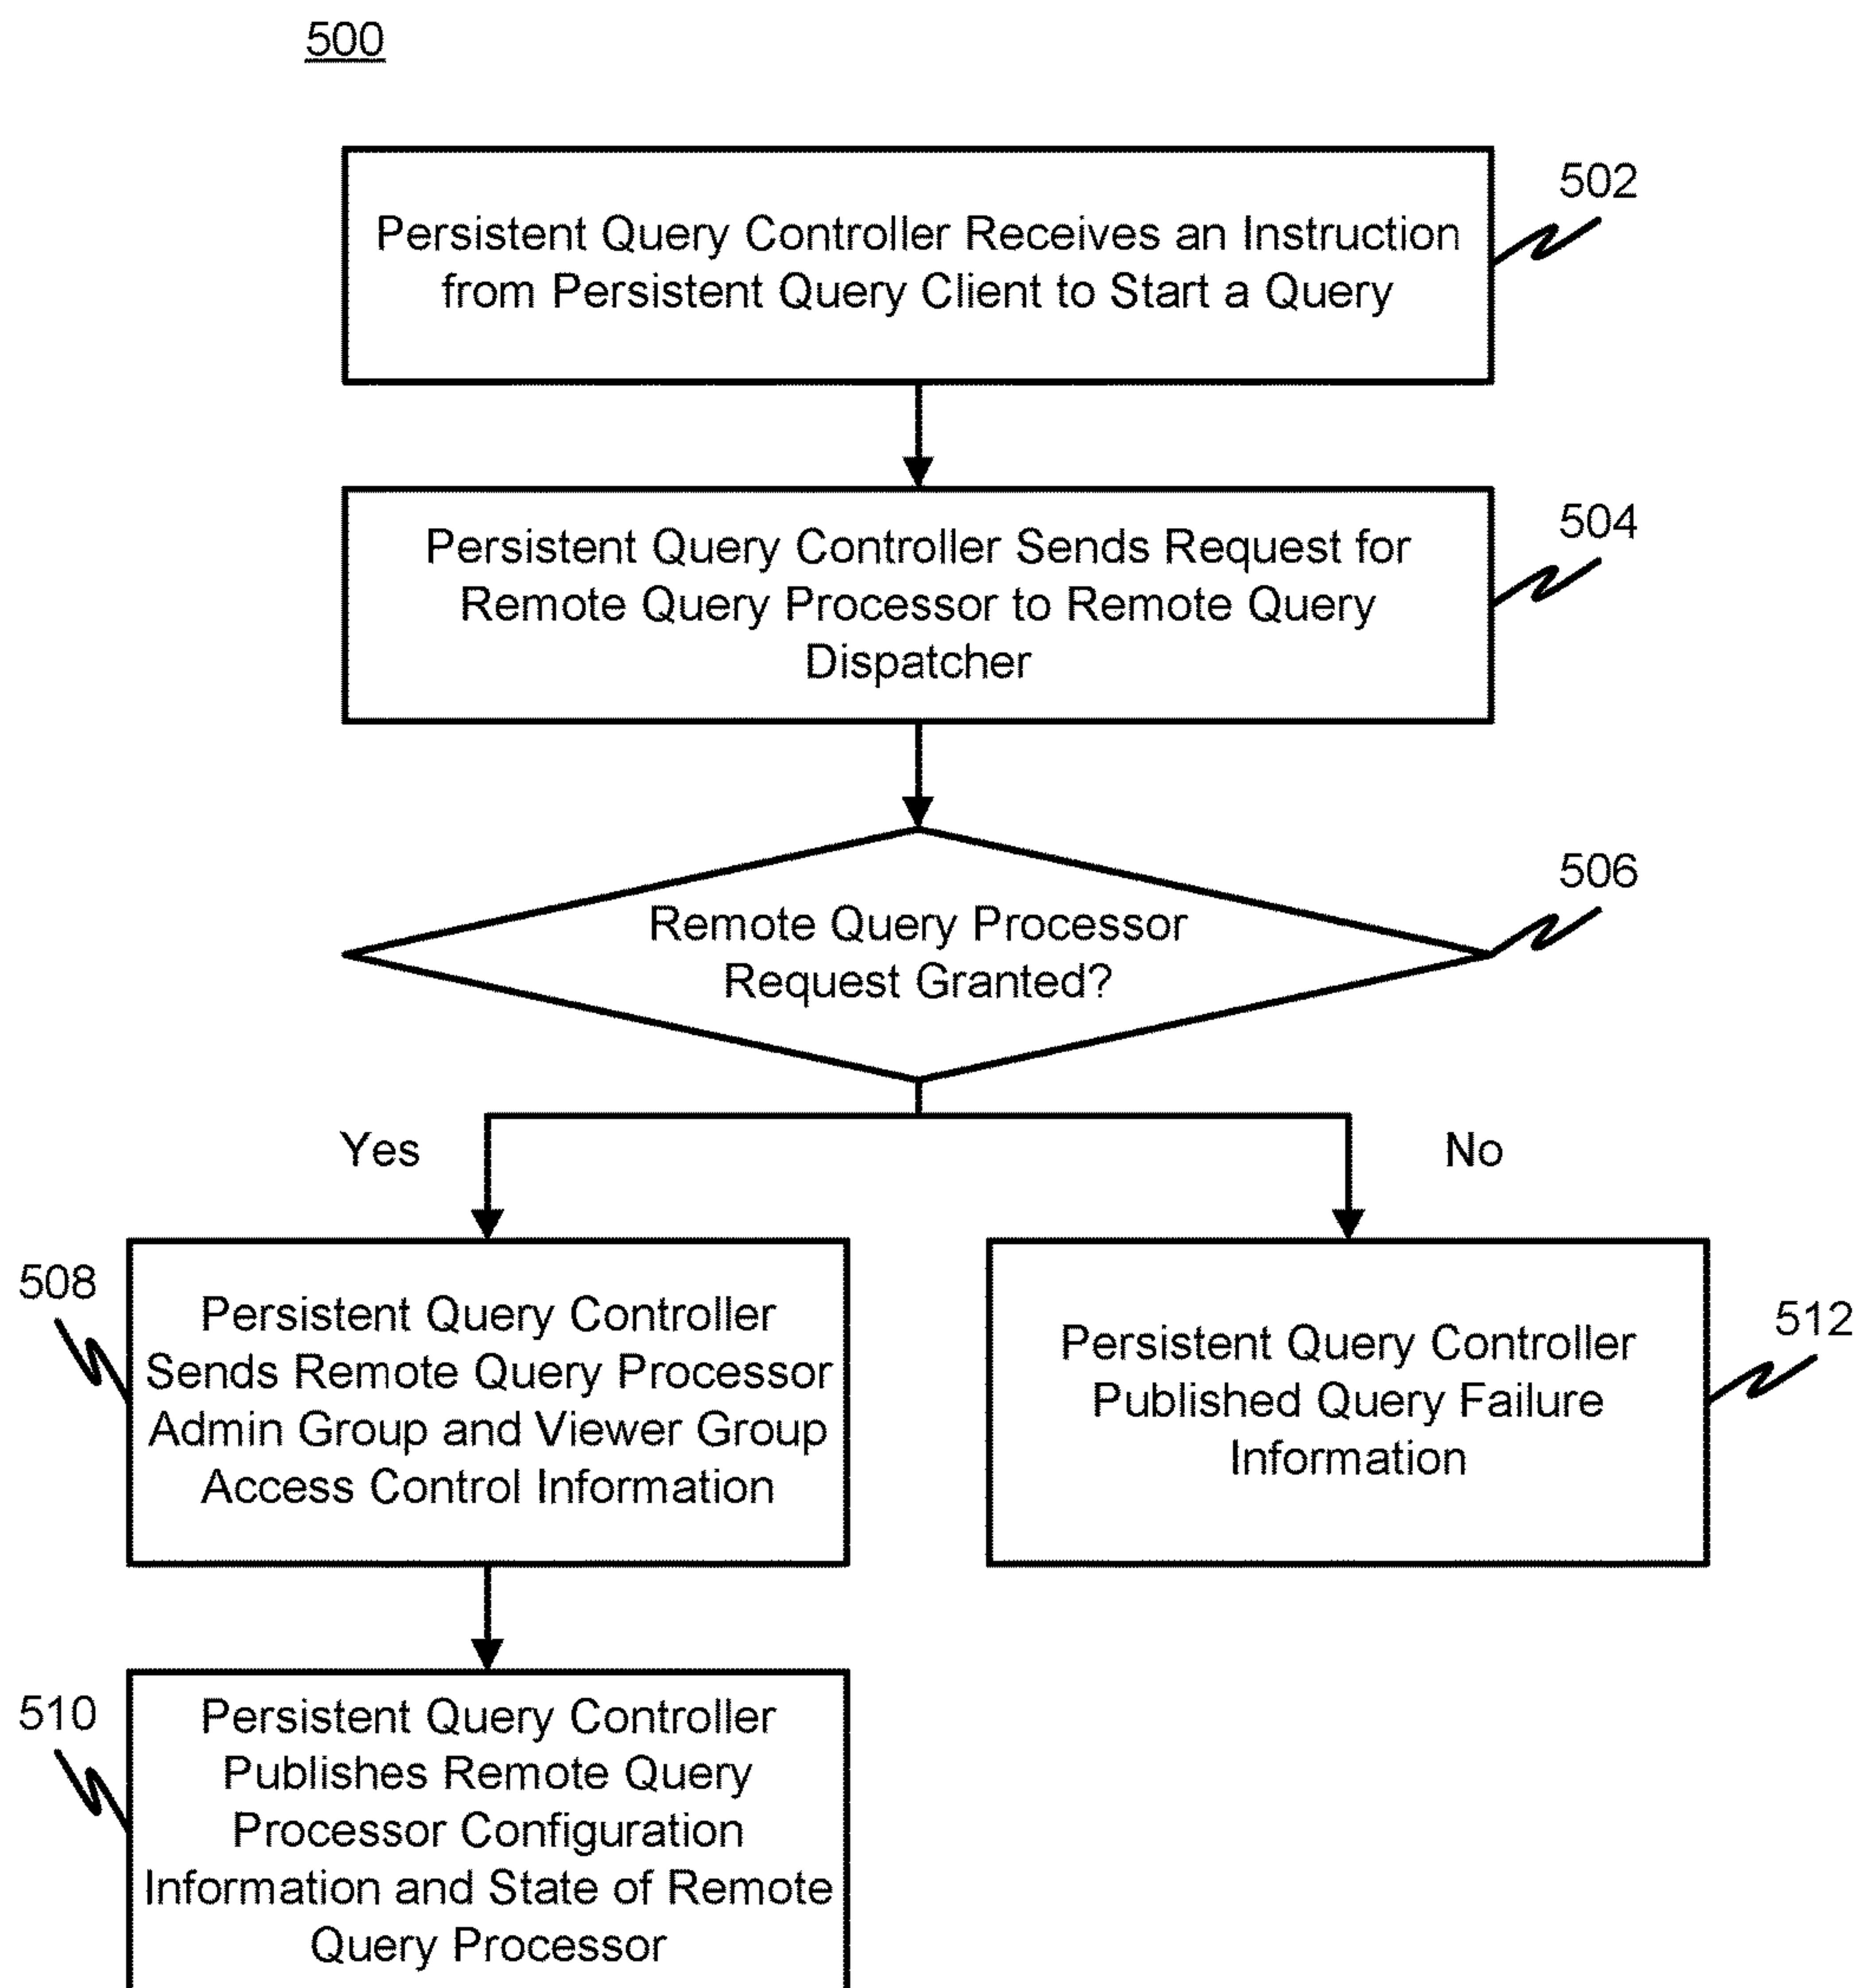 500
Persistent Query Controller Receives an Instruction
from Persistent Query Client to Start a Query
502
Persistent Query Controller Sends Request for
Remote Query Processor to Remote Query
Dispatcher
504
Remote Query Processor
Request Granted?
506
Yes
No
508
Persistent Query Controller
Sends Remote Query Processor
Admin Group and Viewer Group
Access Control Information
Persistent Query Controller
Published Query Failure
Information
512
510
Persistent Query Controller
Publishes Remote Query
Processor Configuration
Information and State of Remote
Query Processor